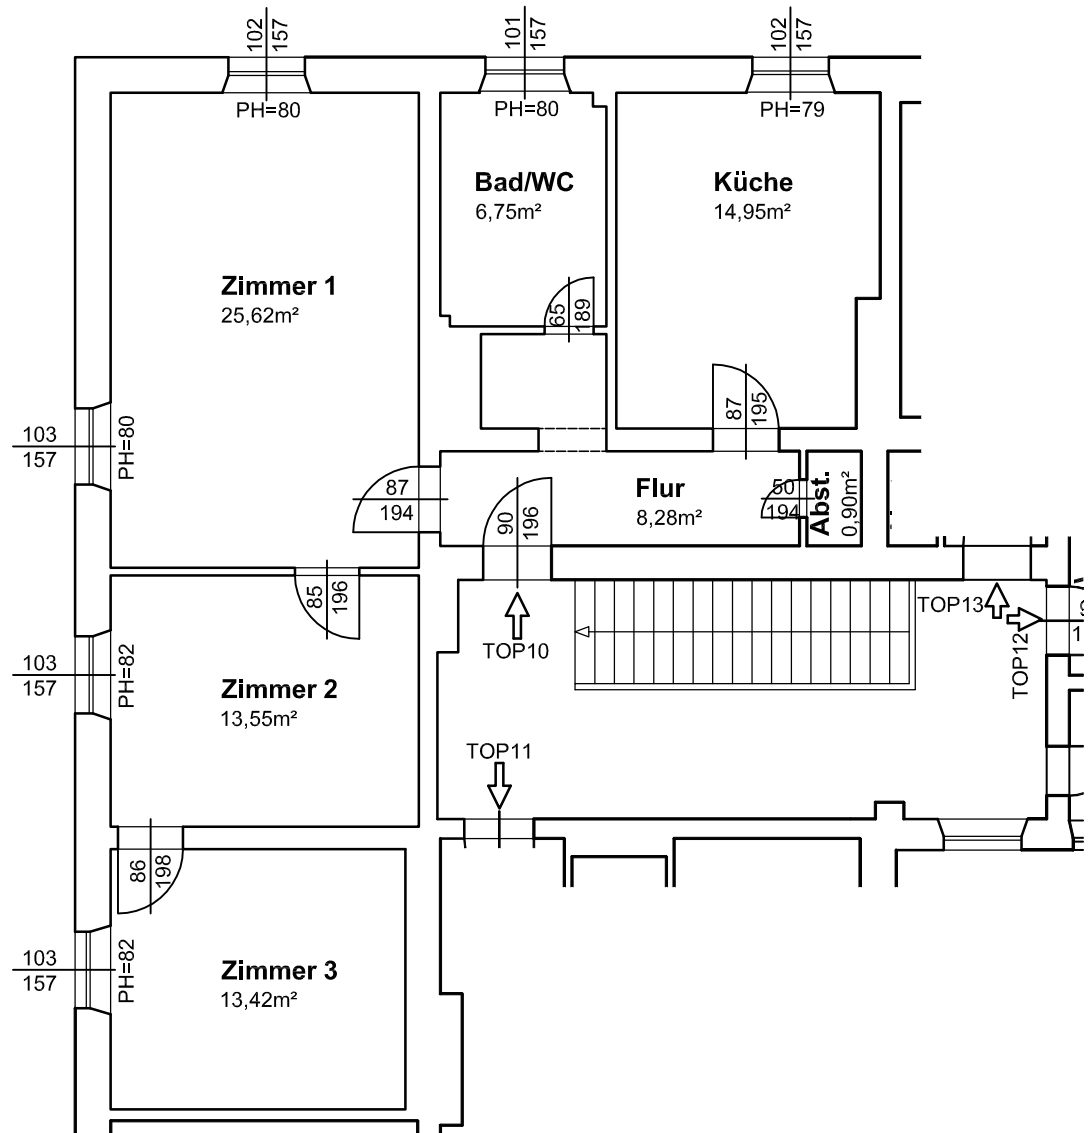 102
157
PH=80
101
157
PH=80
102
157
PH=79
Bad/WC
6,75m²
Küche
14,95m²
Zimmer 1
25,62m²
65
189
87
195
103
157
PH=80
87
194
90
196
Flur
8,28m²
50
194
Abst.
0,90m²
85
196
TOP10
TOP13
TOP12
9
1
103
157
PH=82
Zimmer 2
13,55m²
TOP11
86
198
103
157
PH=82
Zimmer 3
13,42m²